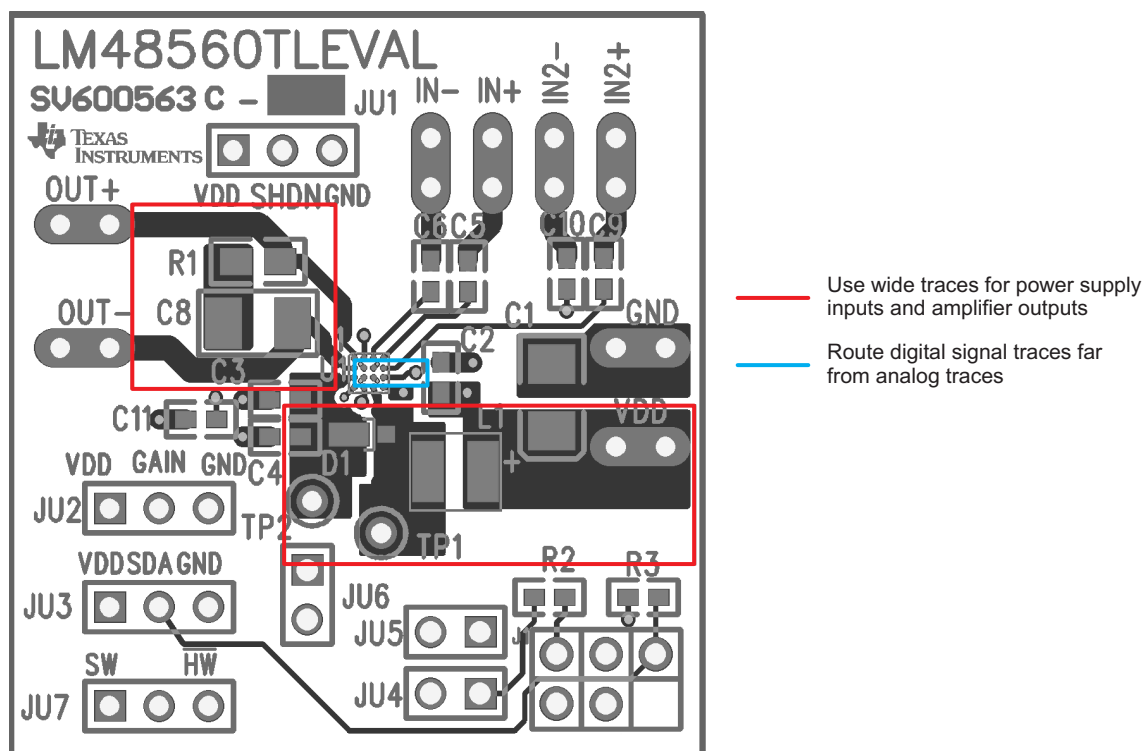 LM48560TLEVAL
SV600563 C -
JU1
IN- IN+ IN2- IN2+
TEXAS
INSTRUMENTS
VDD SHDN GND
OUT+
C6 C5 C10 C9
R1
C8
OUT-
C1
GND
C2
C3
C11
L1
VDD
+
C4
D1
VDD GAIN GND
JU2
TP2
TP1
VDD SDA GND
JU3
R2 R3
JU6
JU5
SW HW
JU7
JU4
Use wide traces for power supply
inputs and amplifier outputs
Route digital signal traces far
from analog traces